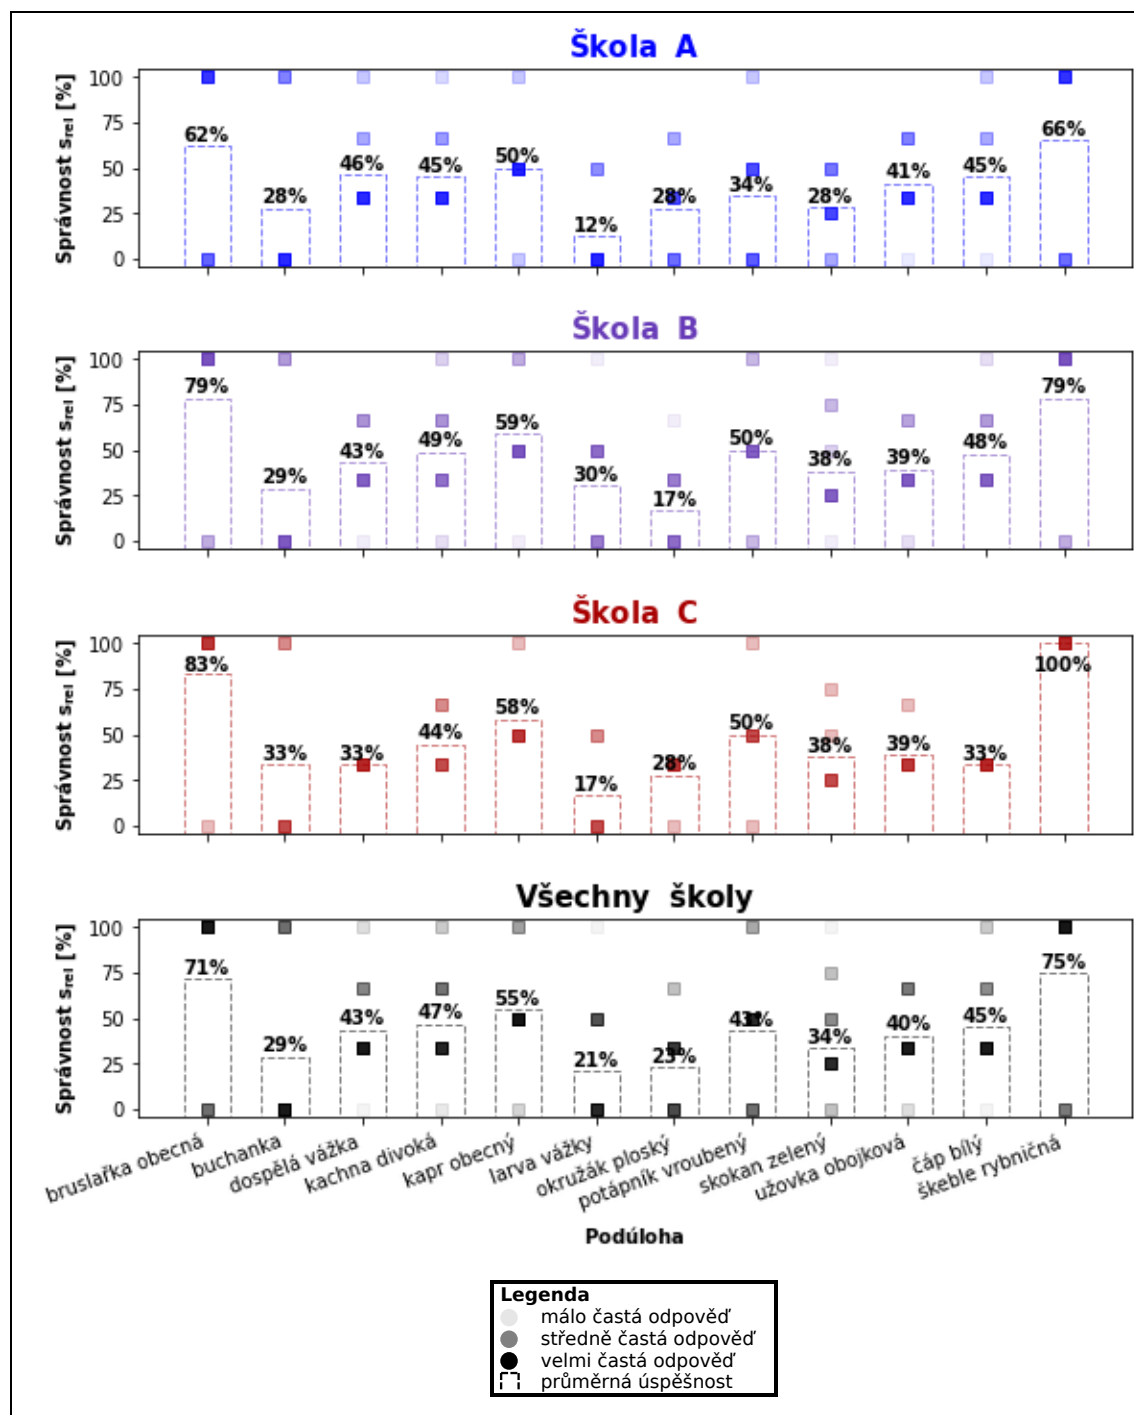 Škola A
Správnost sᵣₑₗ [%]
100
75
50
25
0
62%
28%
46%
45%
50%
12%
28%
34%
28%
41%
45%
66%
Škola B
Správnost sᵣₑₗ [%]
100
75
50
25
0
79%
29%
43%
49%
59%
30%
17%
50%
38%
39%
48%
79%
Škola C
Správnost sᵣₑₗ [%]
100
75
50
25
0
83%
33%
33%
44%
58%
17%
28%
50%
38%
39%
33%
100%
Všechny školy
Správnost sᵣₑₗ [%]
100
75
50
25
0
71%
29%
43%
47%
55%
21%
23%
43%
34%
40%
45%
75%
bruslařka obecná
buchanka
dospělá vážka
kachna divoká
kapr obecný
larva vážky
okružák ploský
potápník vroubený
skokan zelený
užovka obojková
čáp bílý
škeble rybničná
Podúloha
Legenda
málo častá odpověď
středně častá odpověď
velmi častá odpověď
průměrná úspěšnost